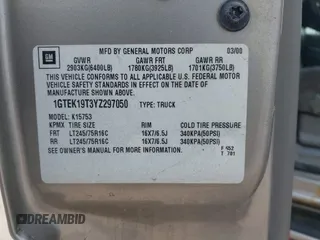 GM
MFD BY GENERAL MOTORS CORP 03/00
GVWR GAWR FRT GAWR RR
2903KG(6400LB) 1780KG(3925LB) 1701KG(3750LB)
THIS VEHICLE CONFORMS TO ALL APPLICABLE U.S. FEDERAL
MOTOR VEHICLE SAFETY STANDARDS IN EFFECT ON THE DATE OF
MANUFACTURE SHOWN ABOVE.
1GTEK19T3YZ297050 TYPE: TRUCK
MODEL: K15753
KPMX TIRE SIZE RIM COLD TIRE PRESSURE
FRT LT245/75R16C 16X7/6.5J 340KPA(50PSI)
RR LT245/75R16C 16X7/6.5J 340KPA(50PSI)
SEE OWNER'S MANUAL FOR MORE INFORMATION.
DREAMBID